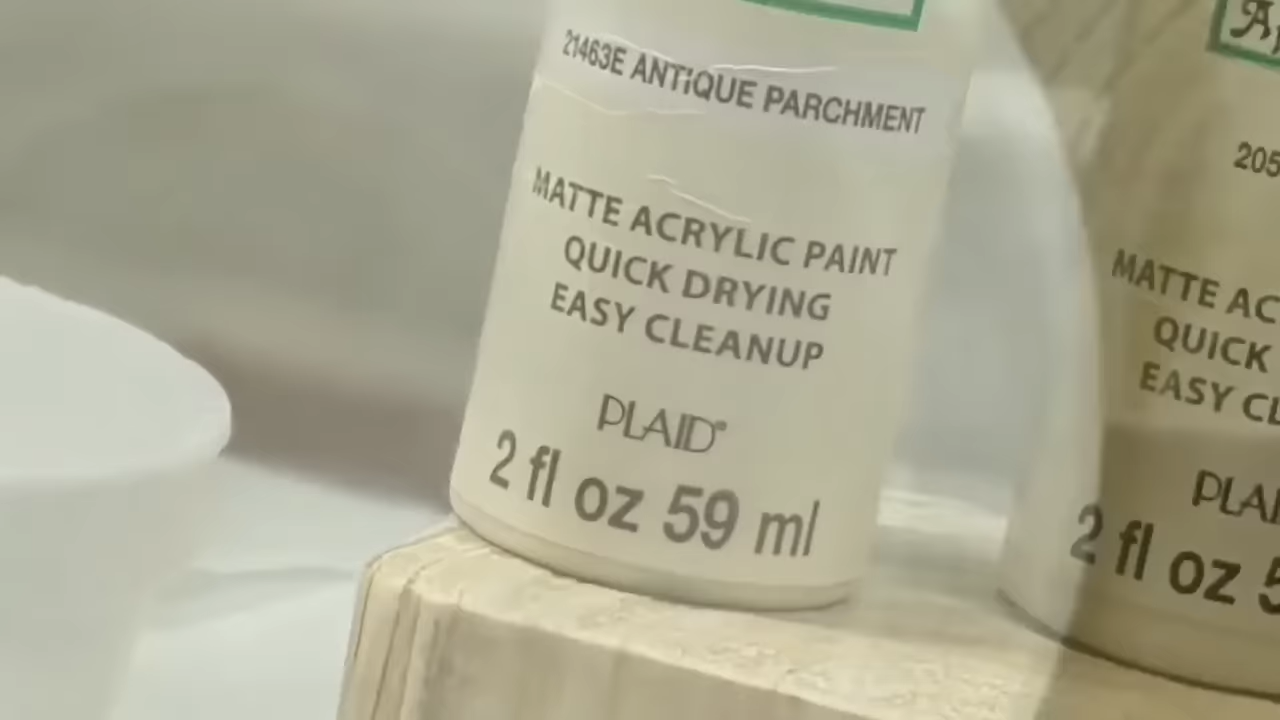 21463E ANTIQUE PARCHMENT
MATTE ACRYLIC PAINT
QUICK DRYING
EASY CLEANUP
PLAID®
2 fl oz 59 ml
205
MATTE AC
QUICK
EASY CL
PLAI
2 fl oz 5